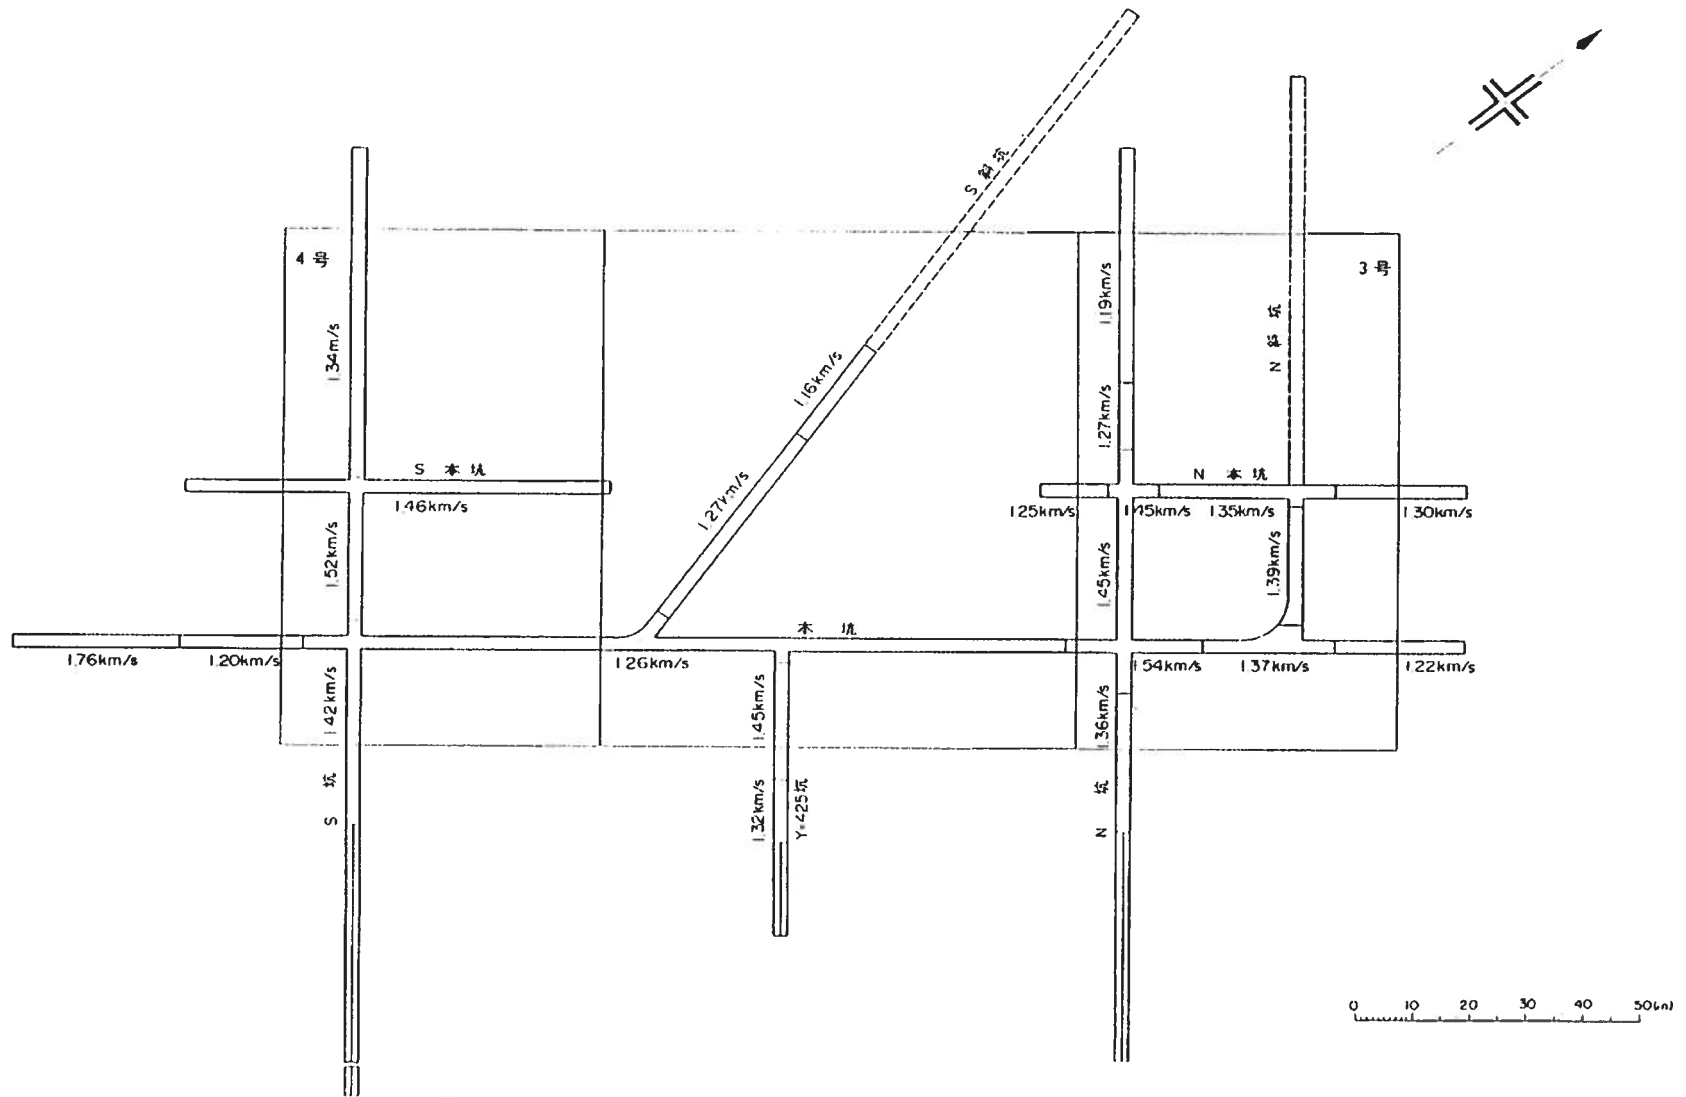 S 斜 坑
4 号
3 号
1.34m/s
1.19km/s
N 斜 坑
1.16km/s
1.27km/s
S 本 坑
N 本 坑
1.27km/s
1.46km/s
1.25km/s
1.45km/s
1.35km/s
1.30km/s
1.52km/s
1.45km/s
1.39km/s
本 坑
1.76km/s
1.20km/s
1.26km/s
1.54km/s
1.37km/s
1.22km/s
1.42km/s
1.45km/s
1.36km/s
S 坑
1.32km/s
Y=425坑
N 坑
0 10 20 30 40 50(m)